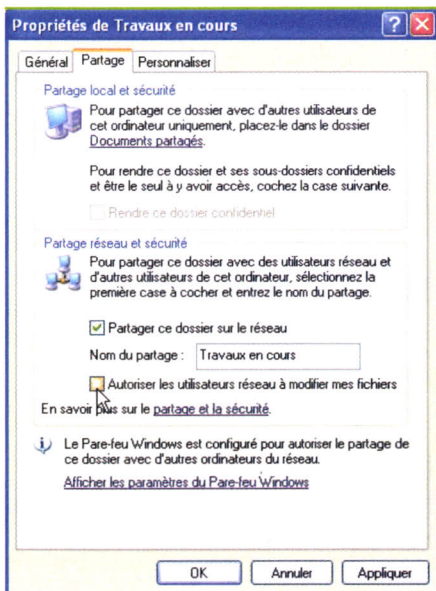 Propriétés de Travaux en cours
Général Partage Personnaliser
Partage local et sécurité
Pour partager ce dossier avec d'autres utilisateurs de
cet ordinateur uniquement, placez-le dans le dossier
Documents partagés.
Pour rendre ce dossier et ses sous-dossiers confidentiels
et être le seul à y avoir accès, cochez la case suivante.
Rendre ce dossier confidentiel
Partage réseau et sécurité
Pour partager ce dossier avec des utilisateurs réseau et
d'autres utilisateurs de cet ordinateur, sélectionnez la
première case à cocher et entrez le nom du partage.
Partager ce dossier sur le réseau
Nom du partage : Travaux en cours
Autoriser les utilisateurs réseau à modifier mes fichiers
En savoir plus sur le partage et la sécurité.
Le Pare-feu Windows est configuré pour autoriser le partage de
ce dossier avec d'autres ordinateurs du réseau.
Afficher les paramètres du Pare-feu Windows
OK Annuler Appliquer